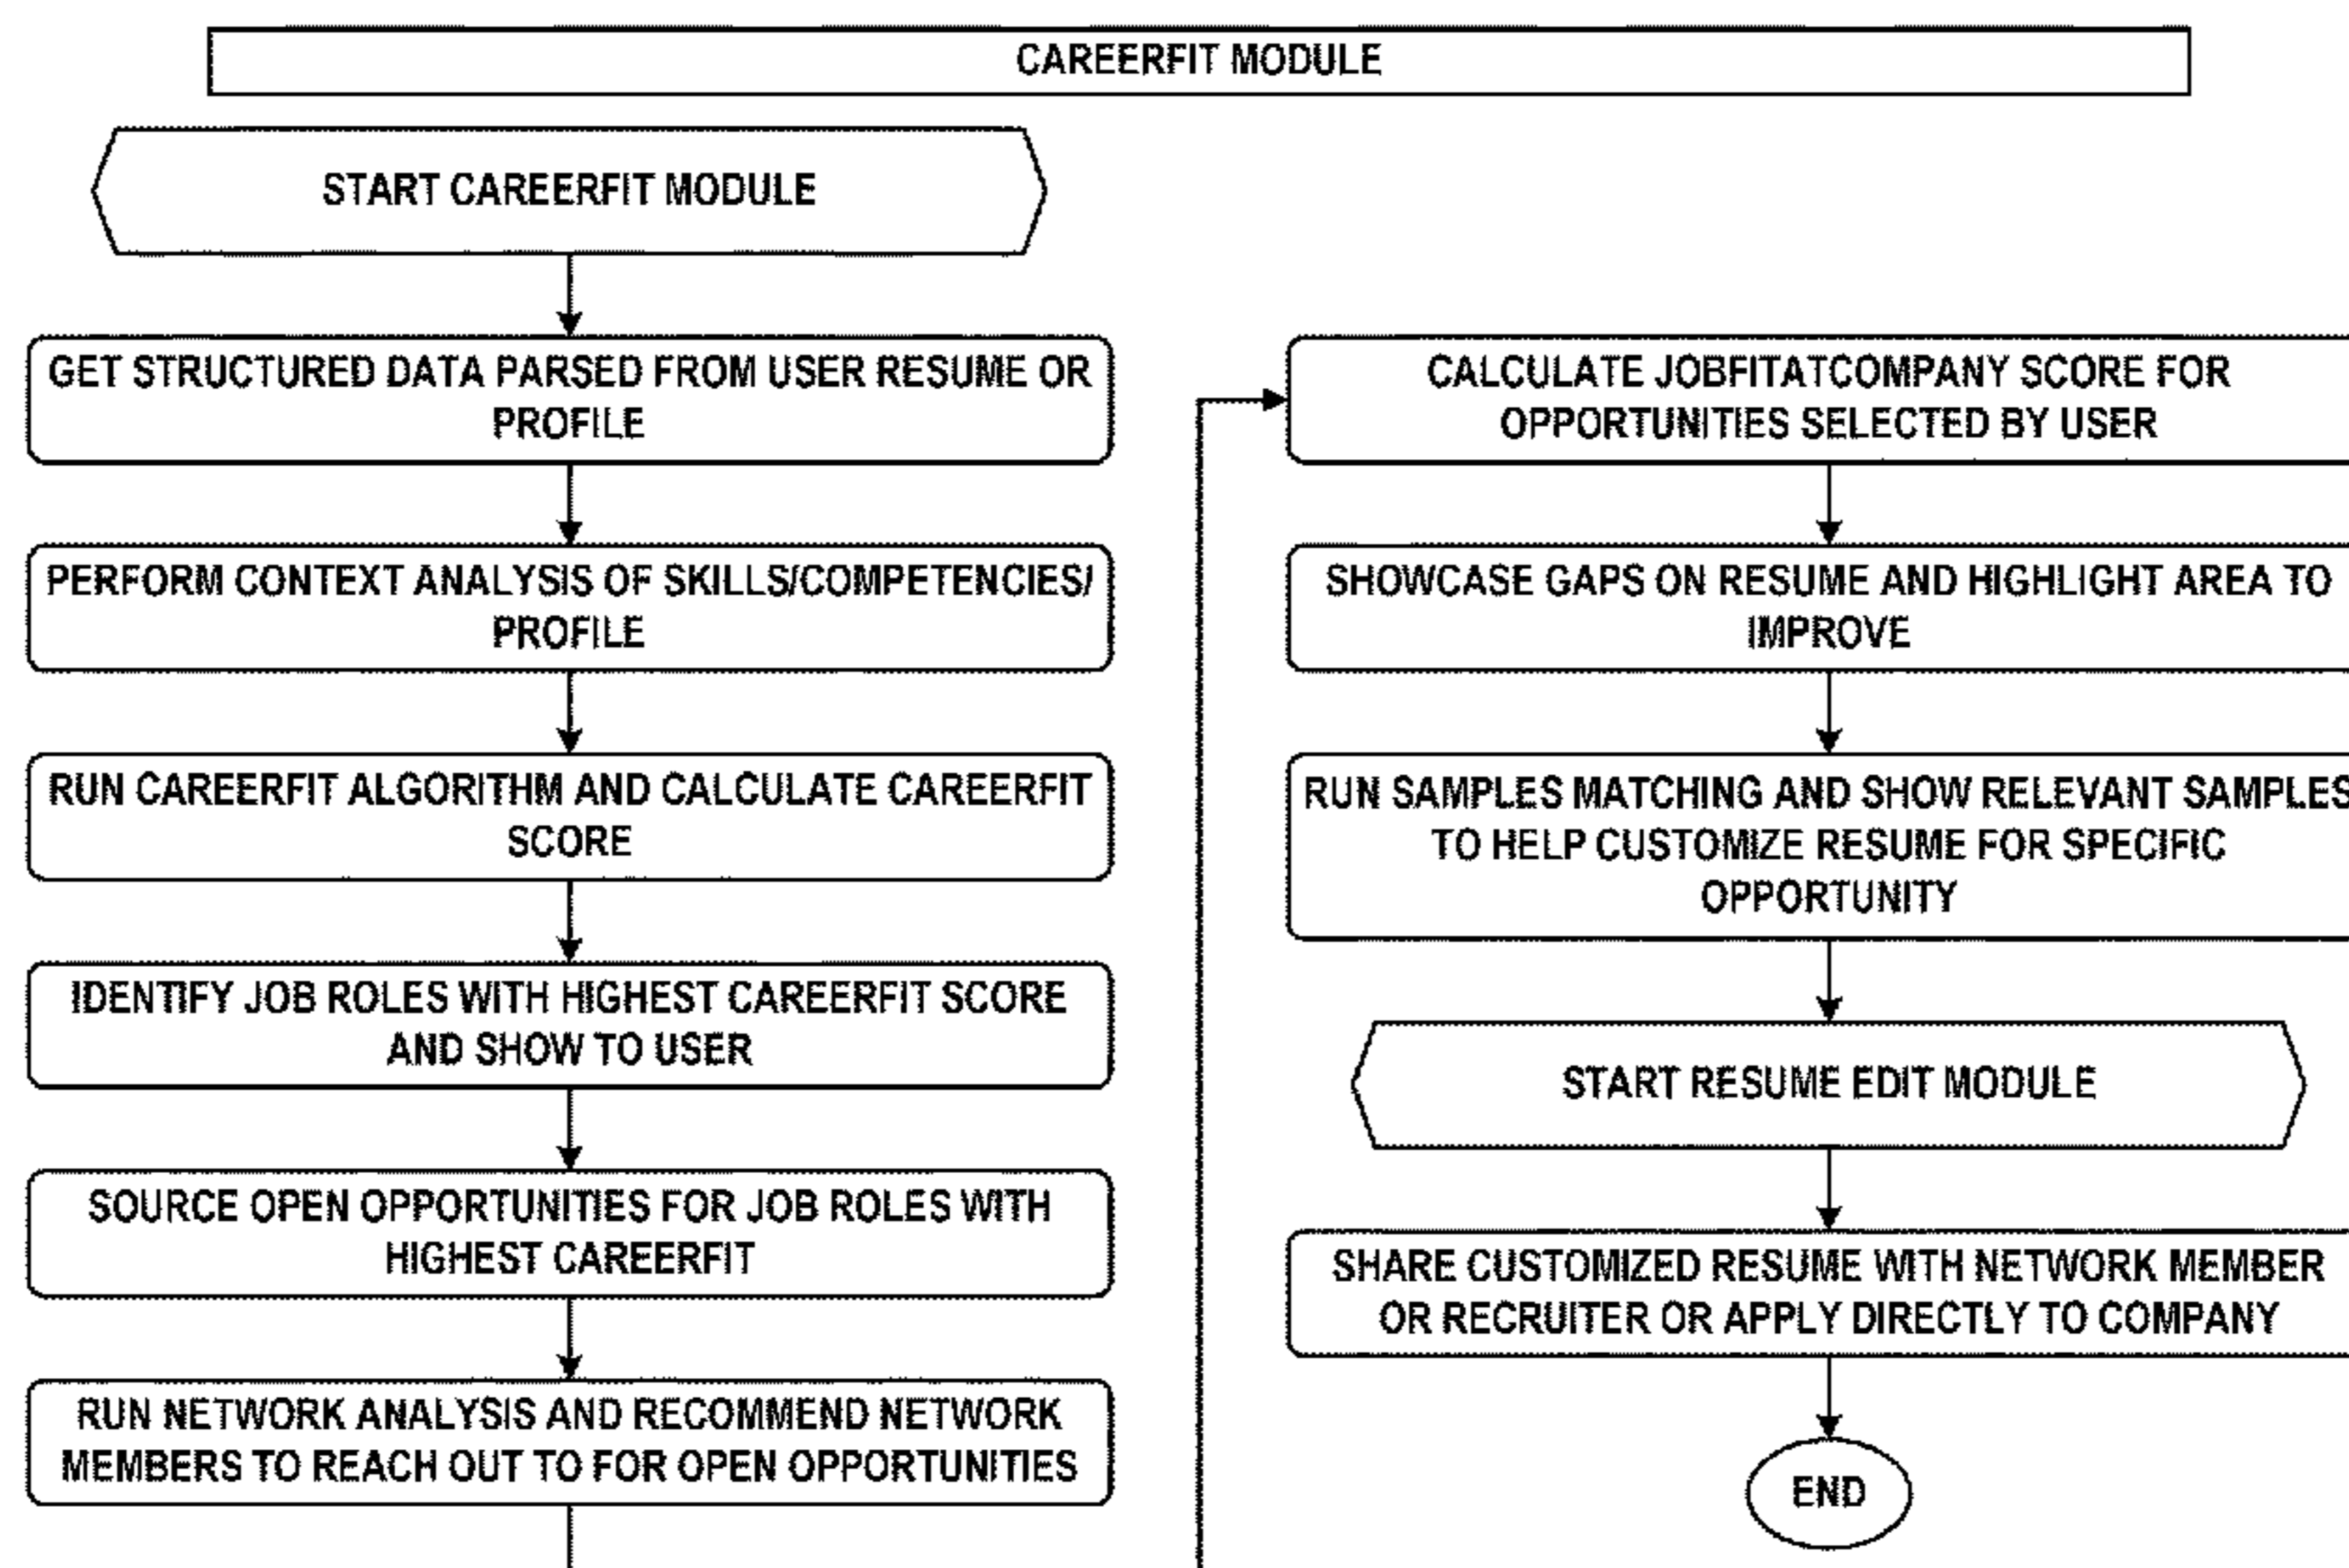 CAREERFIT MODULE
START CAREERFIT MODULE
GET STRUCTURED DATA PARSED FROM USER RESUME OR
PROFILE
PERFORM CONTEXT ANALYSIS OF SKILLS/COMPETENCIES/
PROFILE
RUN CAREERFIT ALGORITHM AND CALCULATE CAREERFIT
SCORE
IDENTIFY JOB ROLES WITH HIGHEST CAREERFIT SCORE
AND SHOW TO USER
SOURCE OPEN OPPORTUNITIES FOR JOB ROLES WITH
HIGHEST CAREERFIT
RUN NETWORK ANALYSIS AND RECOMMEND NETWORK
MEMBERS TO REACH OUT TO FOR OPEN OPPORTUNITIES
CALCULATE JOBFITATCOMPANY SCORE FOR
OPPORTUNITIES SELECTED BY USER
SHOWCASE GAPS ON RESUME AND HIGHLIGHT AREA TO
IMPROVE
RUN SAMPLES MATCHING AND SHOW RELEVANT SAMPLES
TO HELP CUSTOMIZE RESUME FOR SPECIFIC
OPPORTUNITY
START RESUME EDIT MODULE
SHARE CUSTOMIZED RESUME WITH NETWORK MEMBER
OR RECRUITER OR APPLY DIRECTLY TO COMPANY
END